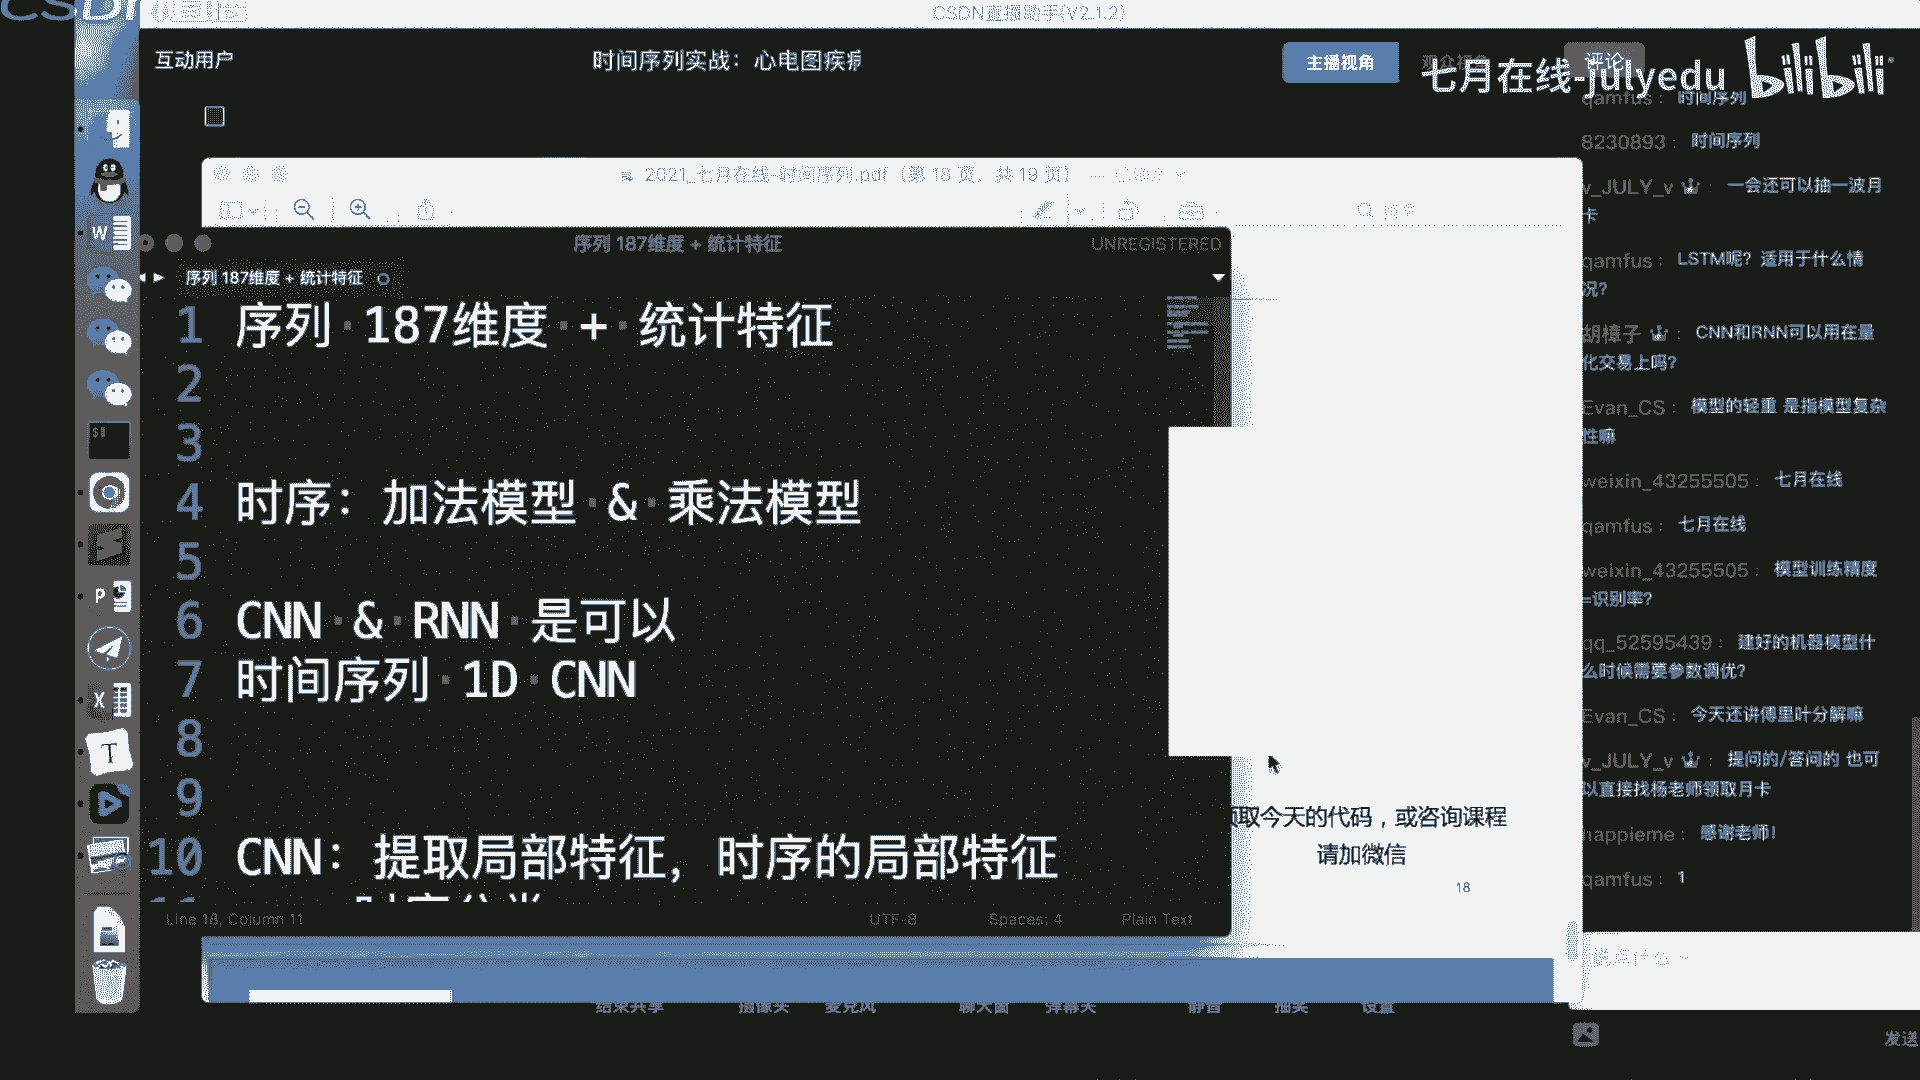 CSDN直播助手(V2.1.2)
互动用户
时间序列实战：心电图疾病
主播视角
评论
七月在线-julyedu
bilibili
qamfus： 时间序列
8230893： 时间序列
v_JULY_v： 一会还可以抽一波月
卡
qamfus： LSTM呢？适用于什么情
况？
胡樟子： CNN和RNN可以用在量
化交易上吗？
Evan_CS： 模型的轻重 是指模型复杂
性嘛
weixin_43255505： 七月在线
qamfus： 七月在线
weixin_43255505： 模型训练精度
=识别率？
qq_52595439： 建好的机器模型什
么时候需要参数调优？
Evan_CS： 今天还讲傅里叶分解嘛
v_JULY_v： 提问的/答问的 也可
以直接找杨老师领取月卡
happieme： 感谢老师！
qamfus： 1
发送
2021_七月在线-时间序列.pdf（第 18 页，共 19 页）
序列 187维度 + 统计特征
UNREGISTERED
序列 187维度 + 统计特征
1 序列 187维度 + 统计特征
2
3
4 时序：加法模型 & 乘法模型
5
6 CNN & RNN 是可以
7 时间序列 1D CNN
8
9
10 CNN：提取局部特征，时序的局部特征
Line 18, Column 11
UTF-8
Spaces: 4
Plain Text
取今天的代码，或咨询课程
请加微信
18
结束共享
摄像头
麦克风
聊天窗
弹幕关
静音
抽奖
设置